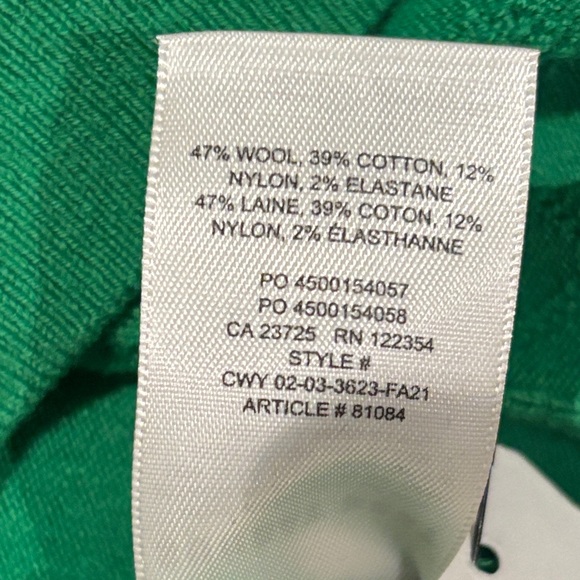 47% WOOL, 39% COTTON, 12%
NYLON, 2% ELASTANE
47% LAINE, 39% COTON, 12%
NYLON, 2% ÉLASTHANNE
PO 4500154057
PO 4500154058
CA 23725 RN 122354
STYLE #
CWY 02-03-3623-FA21
ARTICLE # 81084